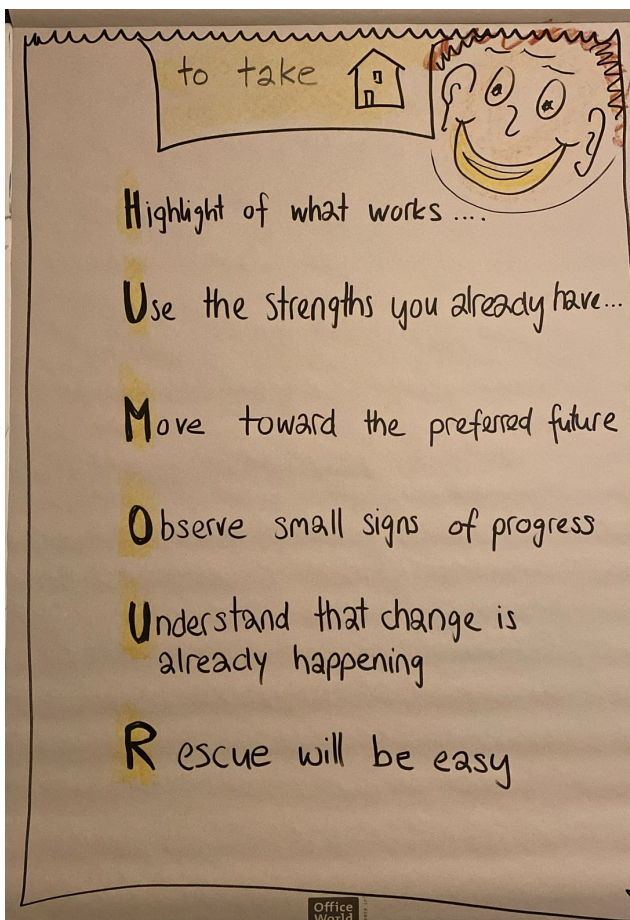 to take
Highlight of what works ....
Use the strengths you already have...
Move toward the preferred future
Observe small signs of progress
Understand that change is
already happening
Rescue will be easy
Office
World